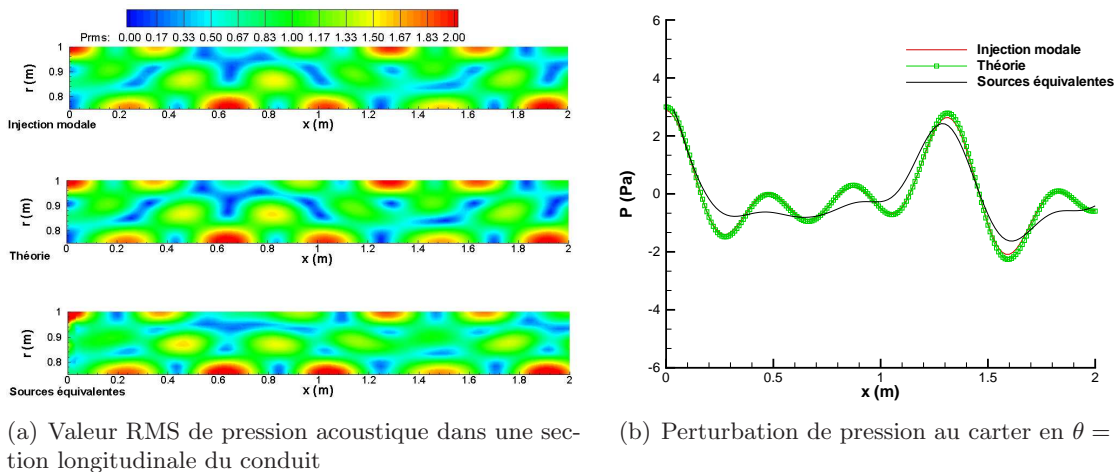 Prms: 0.00 0.17 0.33 0.50 0.67 0.83 1.00 1.17 1.33 1.50 1.67 1.83 2.00
1
0.9
0.8
r (m)
0 0.2 0.4 0.6 0.8 1 1.2 1.4 1.6 1.8 2
x (m)
Injection modale
1
0.9
0.8
r (m)
0 0.2 0.4 0.6 0.8 1 1.2 1.4 1.6 1.8 2
x (m)
Théorie
1
0.9
0.8
r (m)
0 0.2 0.4 0.6 0.8 1 1.2 1.4 1.6 1.8 2
x (m)
Sources équivalentes
(a) Valeur RMS de pression acoustique dans une sec-
tion longitudinale du conduit
6
4
2
0
-2
-4
-6
P (Pa)
Injection modale
Théorie
Sources équivalentes
0 0.5 1 1.5 2
x (m)
(b) Perturbation de pression au carter en θ =